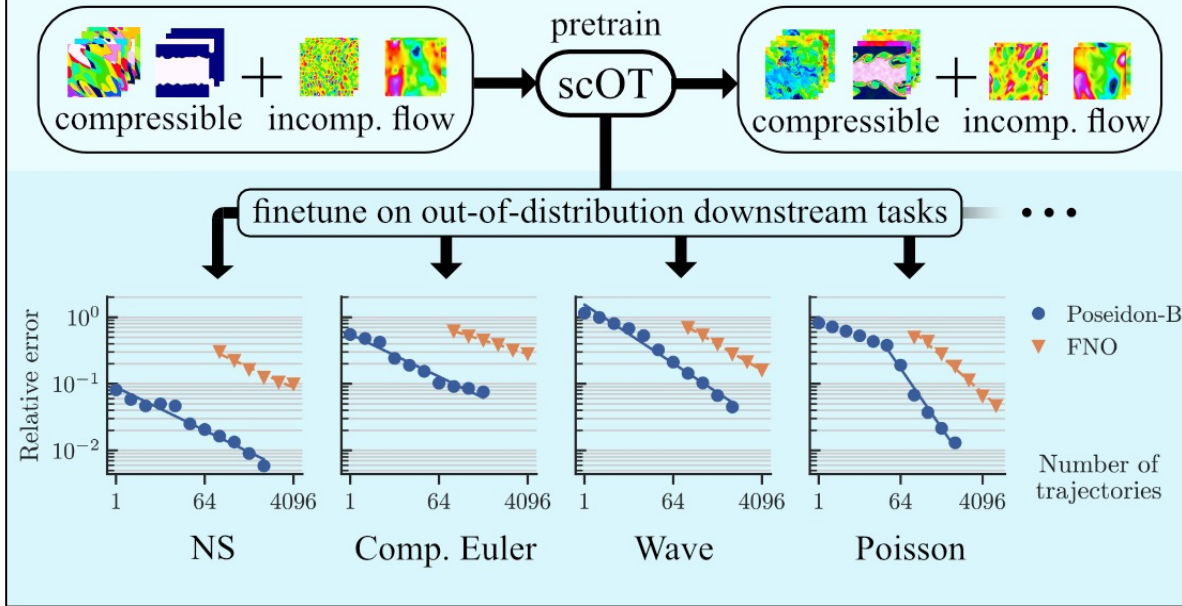 pretrain
scOT
compressible
incomp. flow
compressible
incomp. flow
finetune on out-of-distribution downstream tasks
Relative error
10⁰
10⁻¹
10⁻²
1
64
4096
NS
1
64
4096
Comp. Euler
1
64
4096
Wave
1
64
4096
Poisson
Poseidon-B
FNO
Number of
trajectories